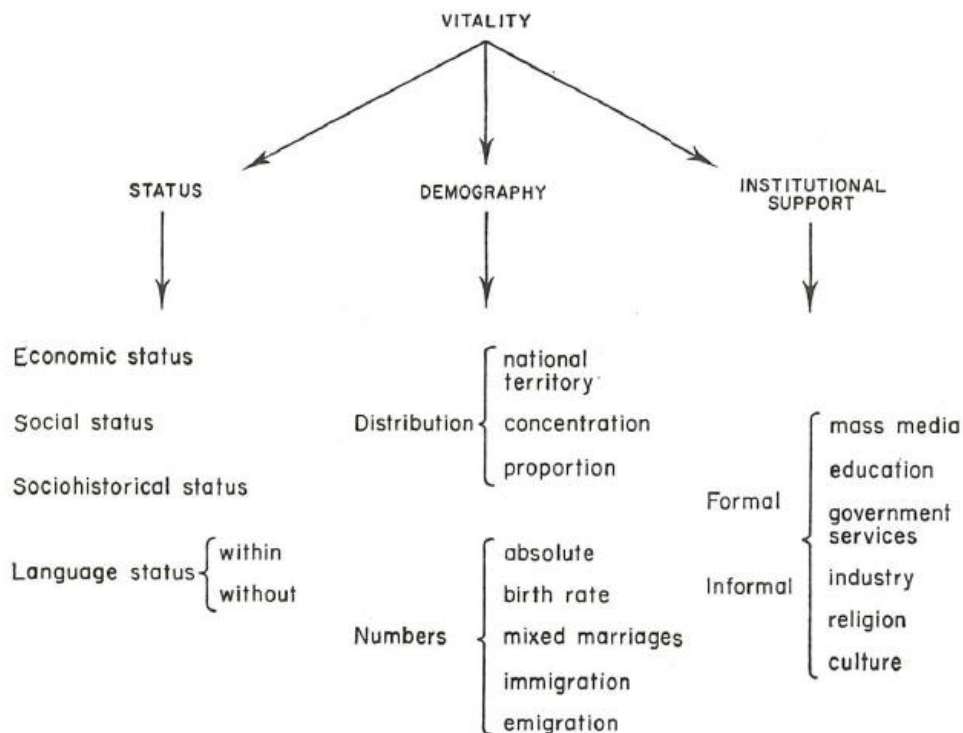 VITALITY
STATUS
DEMOGRAPHY
INSTITUTIONAL
SUPPORT
Economic status
Social status
Sociohistorical status
Language status
within
without
Distribution
national
territory
concentration
proportion
Numbers
absolute
birth rate
mixed marriages
immigration
emigration
Formal
Informal
mass media
education
government
services
industry
religion
culture